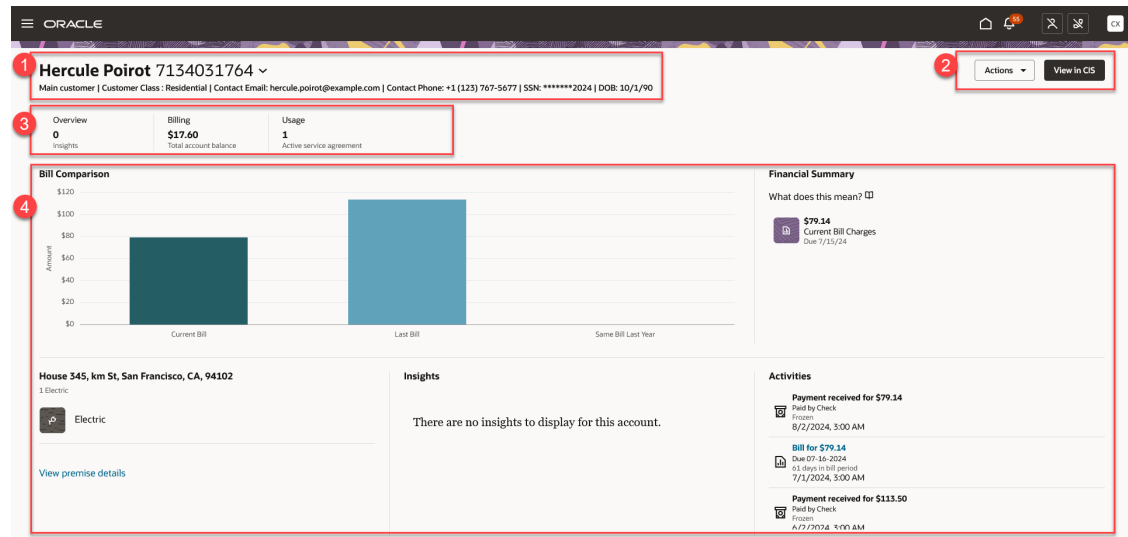 ORACLE
55
CX
1
Hercule Poirot 7134031764
Main customer | Customer Class : Residential | Contact Email: hercule.poirot@example.com | Contact Phone: +1 (123) 767-5677 | SSN: *******2024 | DOB: 10/1/90
2
Actions
View in CIS
3
Overview
0
Insights
Billing
$17.60
Total account balance
Usage
1
Active service agreement
4
Bill Comparison
$120
$100
$80
$60
$40
$20
$0
Amount
Current Bill
Last Bill
Same Bill Last Year
Financial Summary
What does this mean?
$79.14
Current Bill Charges
Due 7/15/24
House 345, km St, San Francisco, CA, 94102
1 Electric
Electric
View premise details
Insights
There are no insights to display for this account.
Activities
Payment received for $79.14
Paid by Check
Frozen
8/2/2024, 3:00 AM
Bill for $79.14
Due 07-16-2024
61 days in bill period
7/1/2024, 3:00 AM
Payment received for $113.50
Paid by Check
Frozen
6/2/2024, 3:00 AM